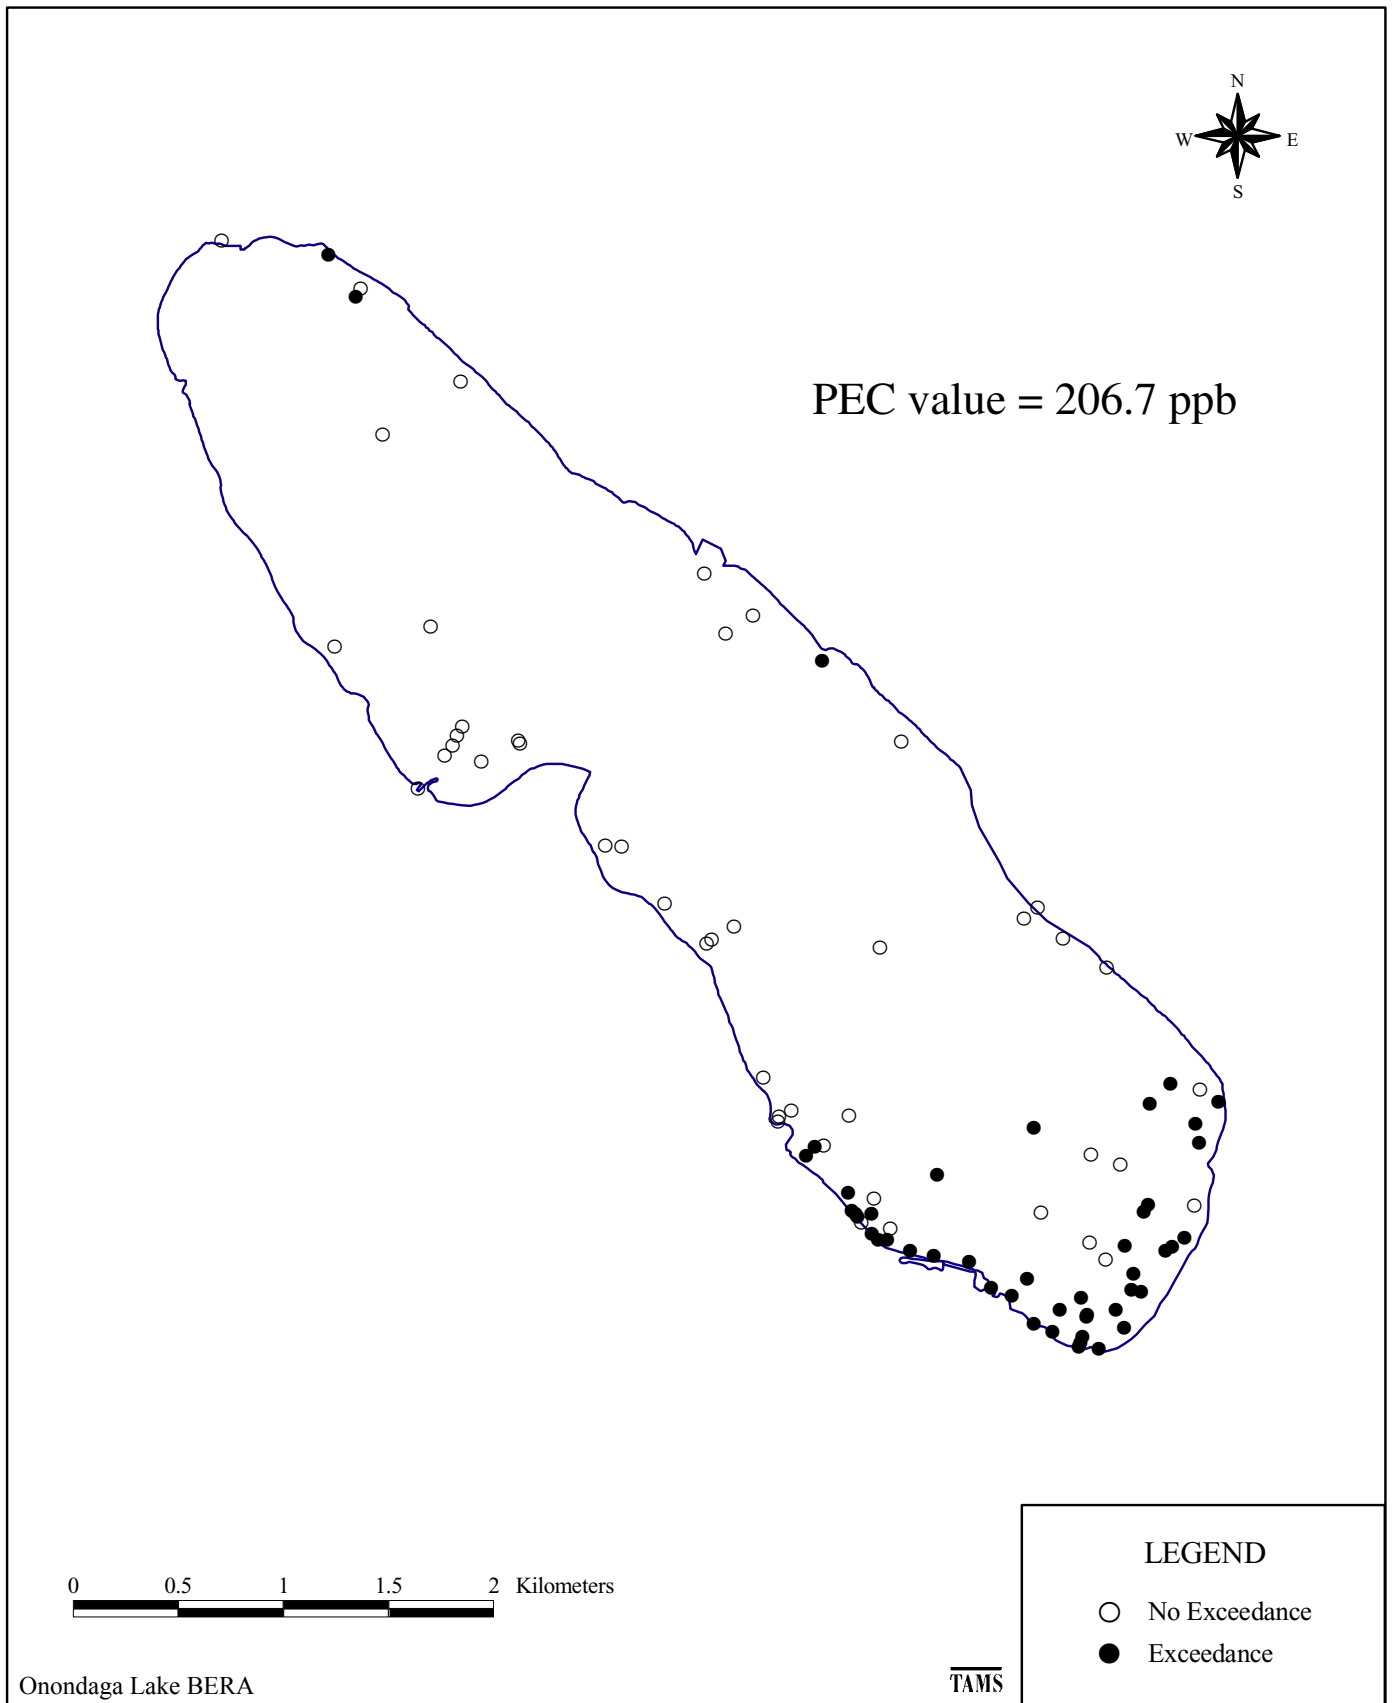 N
W E
S
PEC value = 206.7 ppb
LEGEND
No Exceedance
Exceedance
0 0.5 1 1.5 2 Kilometers
Onondaga Lake BERA
TAMS